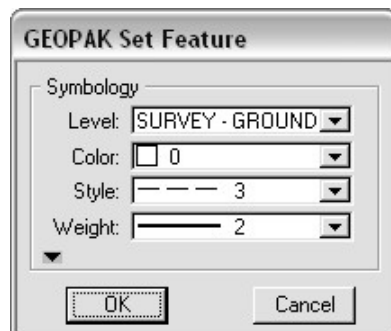 GEOPAK Set Feature
Symbology
Level: SURVEY - GROUND
Color: 0
Style: 3
Weight: 2
OK Cancel